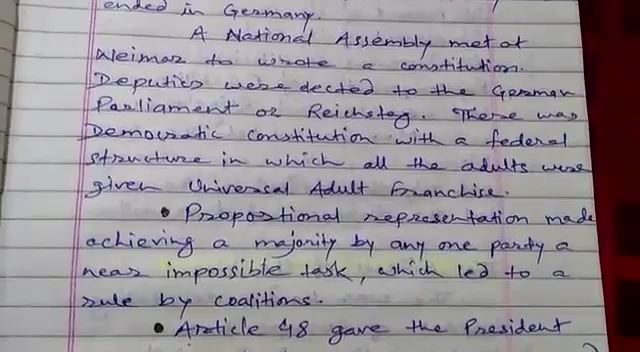 ended in Germany.
A National Assembly met at
Weimar to wrote a constitution.
Deputies were elected to the German
Parliament or Reichstag. There was
Democratic constitution with a federal
structure in which all the adults were
given Universal Adult Franchise.
• Propostional representation made
achieving a majority by any one party a
near impossible task, which led to a
rule by coalitions.
• Article 48 gave the President